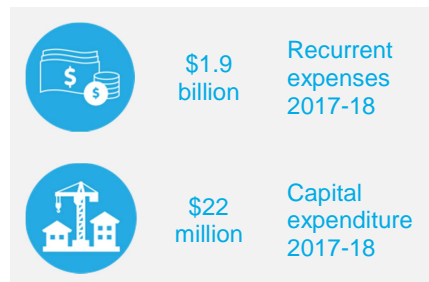 $
$
$1.9
billion
Recurrent
expenses
2017-18
$22
million
Capital
expenditure
2017-18